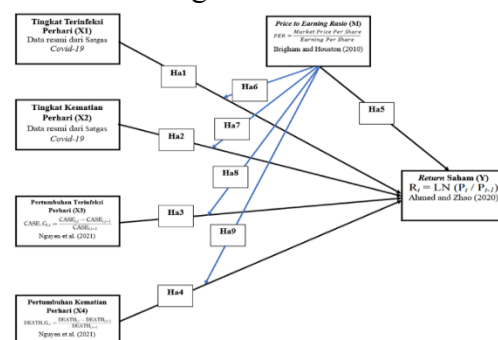 Tingkat Terinfeksi
Perhari (X1)
Data resmi dari Satgas
Covid-19
Price to Earning Rasio (M)
PER = Market Price Per Share / Earning Per Share
Brigham and Houston (2010)
Ha1
Ha6
Tingkat Kematian
Perhari (X2)
Data resmi dari Satgas
Covid-19
Ha7
Ha5
Ha2
Ha8
Return Saham (Y)
Rt = LN (Pt / Pt-1)
Ahmed and Zhao (2020)
Pertumbuhan Terinfeksi
Perhari (X3)
Nguyen et al. (2021)
Ha3
Ha9
Ha4
Pertumbuhan Kematian
Perhari (X4)
Nguyen et al. (2021)